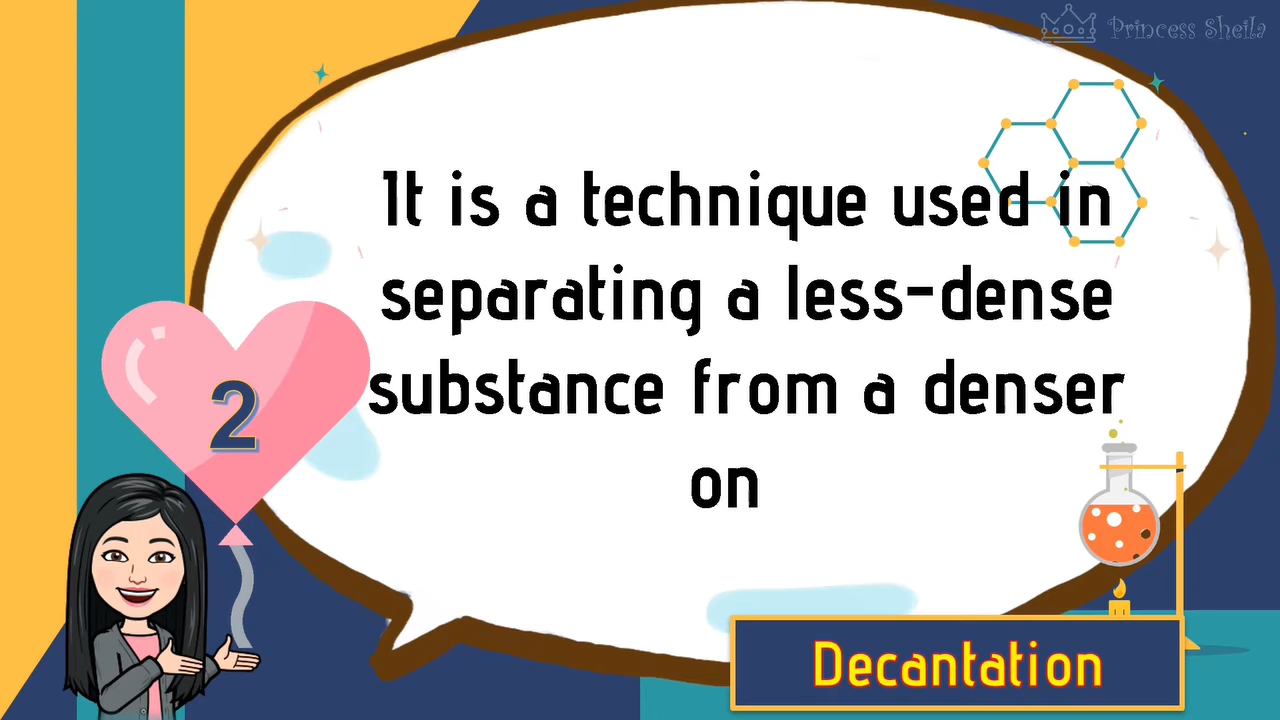 Princess Sheila
It is a technique used in
separating a less-dense
substance from a denser
on
2
Decantation